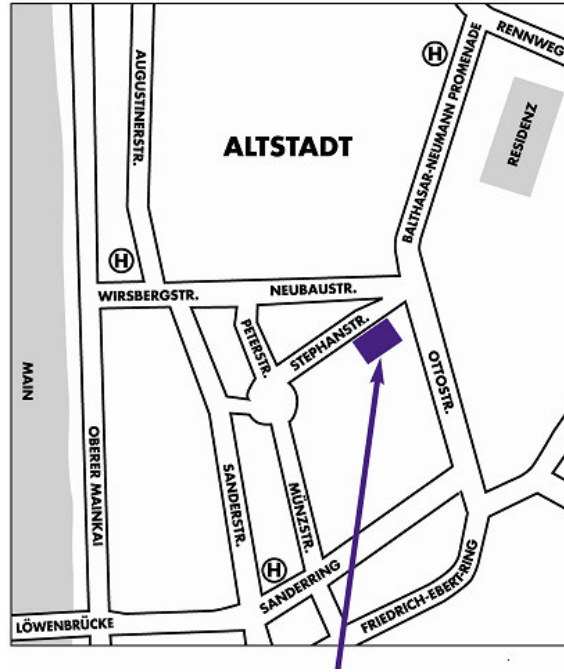 RENNWEG
H
AUGUSTINERSTR.
BALTHASAR-NEUMANN PROMENADE
RESIDENZ
ALTSTADT
H
WIRSBERGSTR.
NEUBAUSTR.
PETERSTR.
STEPHANSTR.
MAIN
OTTOSTR.
OBERER MAINKAI
SANDERSTR.
MÜNZSTR.
H
SANDERRING
FRIEDRICH-EBERT-RING
LÖWENBRÜCKE